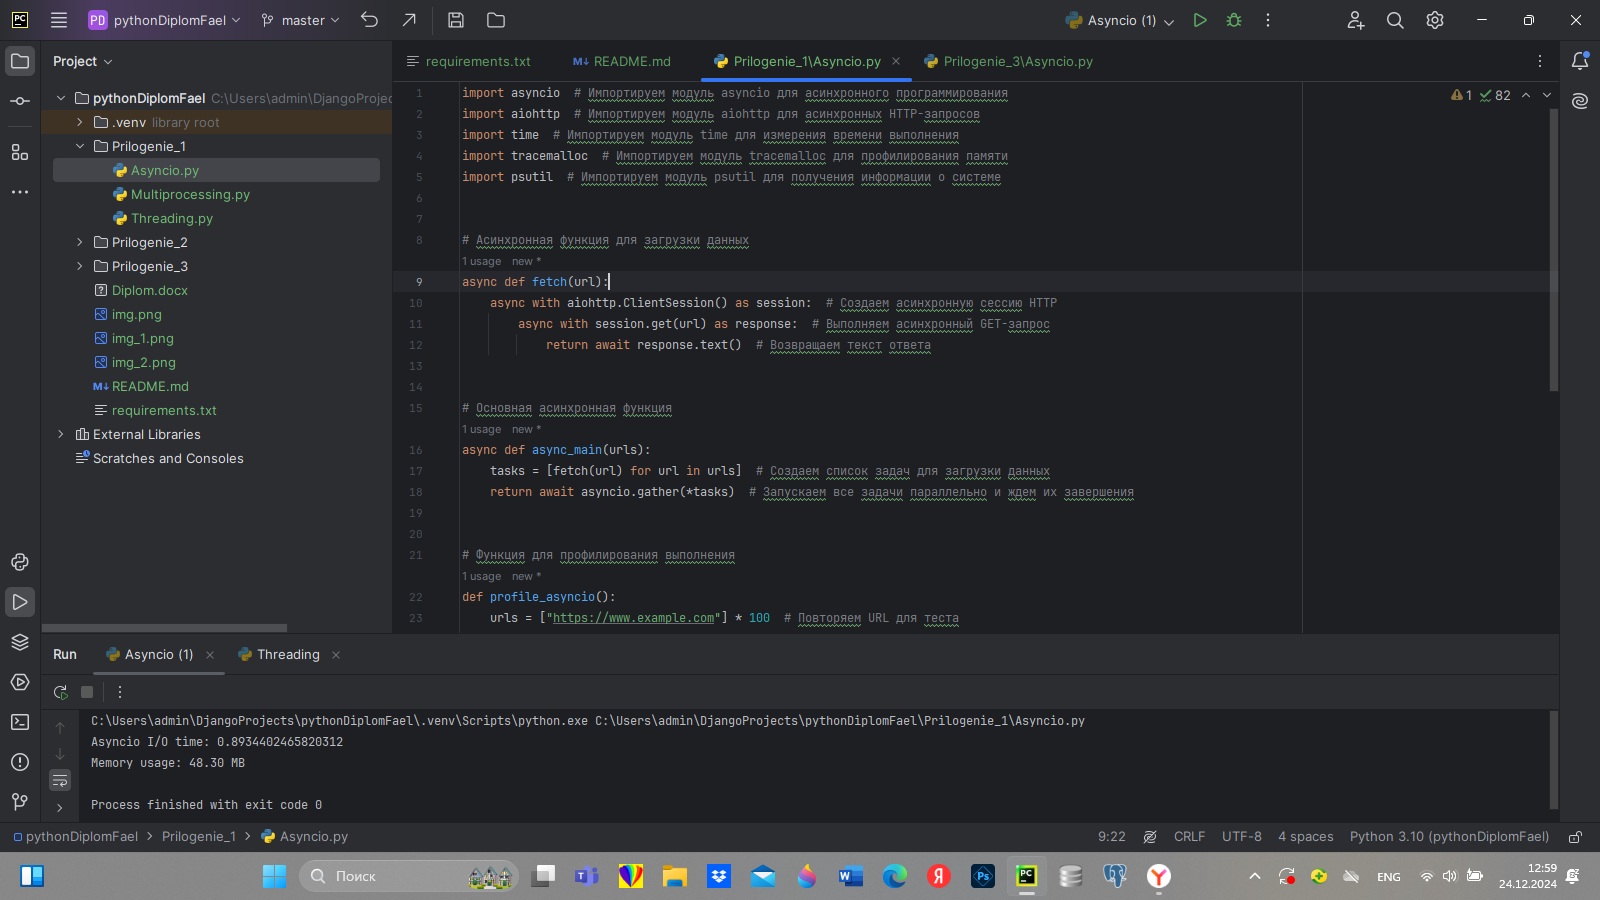 PC
PD pythonDiplomFael
master
Asyncio (1)
Project
requirements.txt
README.md
Prilogenie_1\Asyncio.py
Prilogenie_3\Asyncio.py
pythonDiplomFael C:\Users\admin\DjangoProjec
.venv library root
Prilogenie_1
Asyncio.py
Multiprocessing.py
Threading.py
Prilogenie_2
Prilogenie_3
Diplom.docx
img.png
img_1.png
img_2.png
README.md
requirements.txt
External Libraries
Scratches and Consoles
1 82
1 import asyncio # Импортируем модуль asyncio для асинхронного программирования
2 import aiohttp # Импортируем модуль aiohttp для асинхронных HTTP-запросов
3 import time # Импортируем модуль time для измерения времени выполнения
4 import tracemalloc # Импортируем модуль tracemalloc для профилирования памяти
5 import psutil # Импортируем модуль psutil для получения информации о системе
6
7
8 # Асинхронная функция для загрузки данных
1 usage new *
9 async def fetch(url):
10 async with aiohttp.ClientSession() as session: # Создаем асинхронную сессию HTTP
11 async with session.get(url) as response: # Выполняем асинхронный GET-запрос
12 return await response.text() # Возвращаем текст ответа
13
14
15 # Основная асинхронная функция
1 usage new *
16 async def async_main(urls):
17 tasks = [fetch(url) for url in urls] # Создаем список задач для загрузки данных
18 return await asyncio.gather(*tasks) # Запускаем все задачи параллельно и ждем их завершения
19
20
21 # Функция для профилирования выполнения
1 usage new *
22 def profile_asyncio():
23 urls = ["https://www.example.com"] * 100 # Повторяем URL для теста
Run
Asyncio (1)
Threading
C:\Users\admin\DjangoProjects\pythonDiplomFael\.venv\Scripts\python.exe C:\Users\admin\DjangoProjects\pythonDiplomFael\Prilogenie_1\Asyncio.py
Asyncio I/O time: 0.8934402465820312
Memory usage: 48.30 MB
Process finished with exit code 0
pythonDiplomFael > Prilogenie_1 > Asyncio.py
9:22 CRLF UTF-8 4 spaces Python 3.10 (pythonDiplomFael)
Поиск
ENG
12:59
24.12.2024